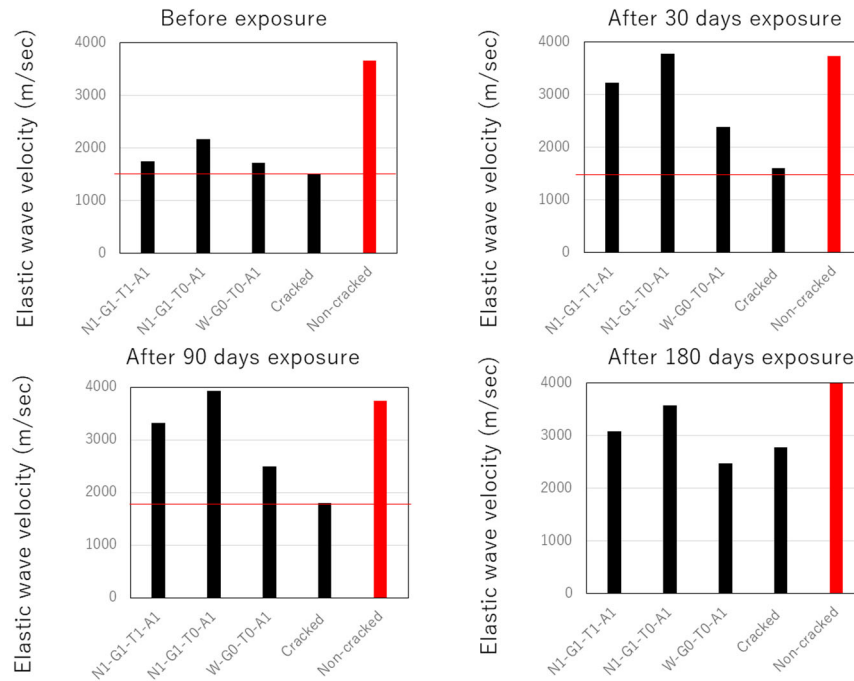 Before exposure
Elastic wave velocity (m/sec)
4000
3000
2000
1000
0
N1-G1-T1-A1
N1-G1-T0-A1
W-G0-T0-A1
Cracked
Non-cracked
After 30 days exposure
Elastic wave velocity (m/sec)
4000
3000
2000
1000
0
N1-G1-T1-A1
N1-G1-T0-A1
W-G0-T0-A1
Cracked
Non-cracked
After 90 days exposure
Elastic wave velocity (m/sec)
4000
3000
2000
1000
0
N1-G1-T1-A1
N1-G1-T0-A1
W-G0-T0-A1
Cracked
Non-cracked
After 180 days exposure
Elastic wave velocity (m/sec)
4000
3000
2000
1000
0
N1-G1-T1-A1
N1-G1-T0-A1
W-G0-T0-A1
Cracked
Non-cracked